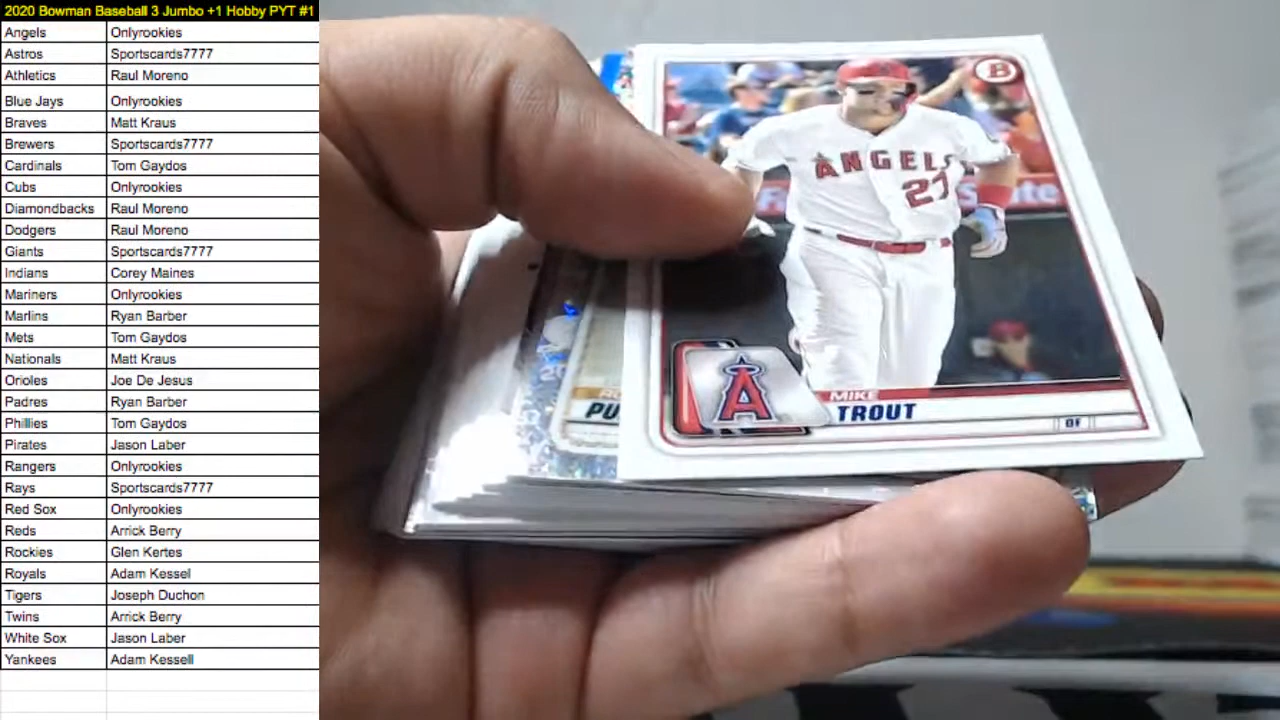 2020 Bowman Baseball 3 Jumbo +1 Hobby PYT #1
Angels Onlyrookies
Astros Sportscards7777
Athletics Raul Moreno
Blue Jays Onlyrookies
Braves Matt Kraus
Brewers Sportscards7777
Cardinals Tom Gaydos
Cubs Onlyrookies
Diamondbacks Raul Moreno
Dodgers Raul Moreno
Giants Sportscards7777
Indians Corey Maines
Mariners Onlyrookies
Marlins Ryan Barber
Mets Tom Gaydos
Nationals Matt Kraus
Orioles Joe De Jesus
Padres Ryan Barber
Phillies Tom Gaydos
Pirates Jason Laber
Rangers Onlyrookies
Rays Sportscards7777
Red Sox Onlyrookies
Reds Arrick Berry
Rockies Glen Kertes
Royals Adam Kessel
Tigers Joseph Duchon
Twins Arrick Berry
White Sox Jason Laber
Yankees Adam Kessell
B
ANGELS
27
A
MIKE
TROUT
OF
PU